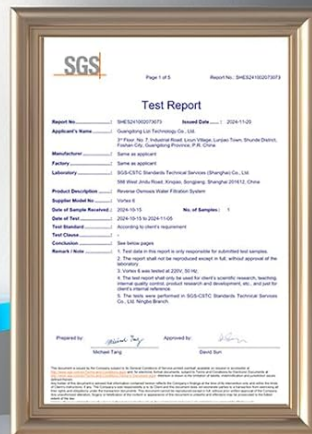 SGS
Page 1 of 5
Report No.: SHES241002073073
Test Report
Report No. : SHES241002073073 Issued Date : 2024-11-20
Applicant's Name : Guangdong Lizi Technology Co., Ltd.
3rd Floor, No. 7, Industrial Road, Lunjiao Town, Shunde District,
Foshan City, Guangdong Province, P.R. China
Manufacturer : Same as applicant
Factory : Same as applicant
Laboratory : SGS-CSTC Standards Technical Services (Shanghai) Co., Ltd
588 West Jindu Road, Xinqiao, Songjiang, Shanghai 201612, China
Product Description : Reverse Osmosis Water Filtration System
Supplier Model No : Vortex 6
Date of Sample Received : 2024-10-15 No. of Samples : 1
Date of Test : 2024-10-15 to 2024-11-05
Test Standard : According to client's requirement
Test Clause : -
Conclusion : See below pages
Remark / Note : 1. Test data in this report is only responsible for submitted test samples.
2. The report shall not be reproduced except in full, without approval of the
laboratory
3. Vortex 6 was tested at 220V, 50 Hz.
4. The test report shall only be used for client's scientific research, teaching,
internal quality control, product research and development, etc., and just for
client's internal reference.
5. The tests were performed in SGS-CSTC Standards Technical Services
Co., Ltd. Ningbo Branch.
Prepared by: Approved by:
Michael Tang David Sun